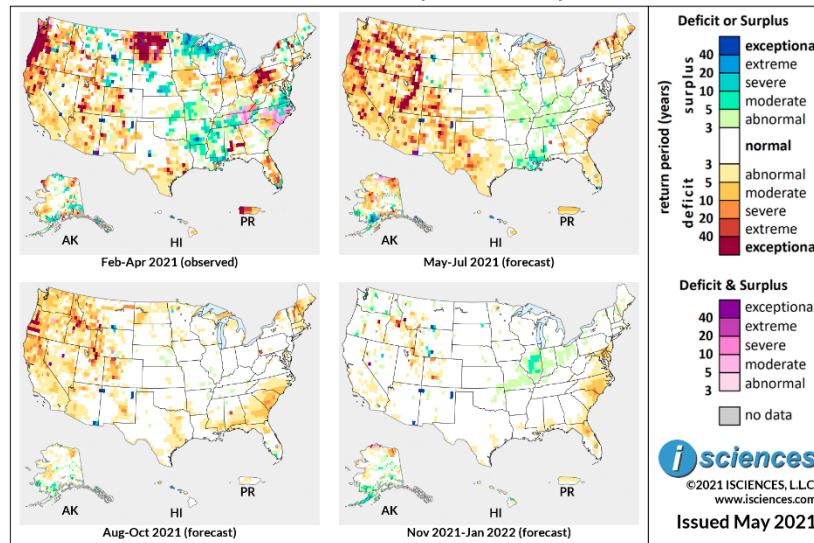 AK
HI
PR
Feb-Apr 2021 (observed)
AK
HI
PR
May-Jul 2021 (forecast)
AK
HI
PR
Aug-Oct 2021 (forecast)
AK
HI
PR
Nov 2021-Jan 2022 (forecast)
Deficit or Surplus
return period (years)
surplus
deficit
40
20
10
5
3
3
5
10
20
40
exceptiona
extreme
severe
moderate
abnormal
normal
abnormal
moderate
severe
extreme
exceptiona
Deficit & Surplus
40
20
10
5
3
exceptiona
extreme
severe
moderate
abnormal
no data
i sciences
©2021 ISCIENCES, L.L.C
www.isciences.com
Issued May 2021